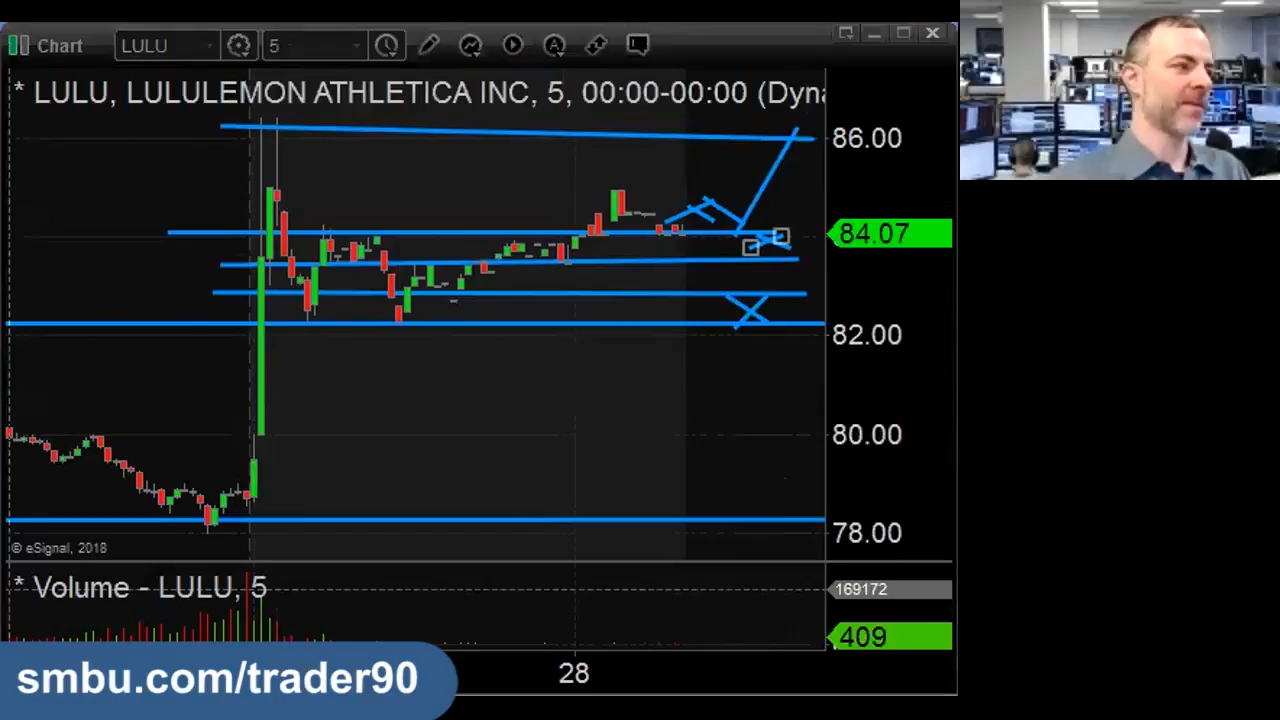 Chart
LULU
5
* LULU, LULULEMON ATHLETICA INC, 5, 00:00-00:00 (Dyna
86.00
84.07
82.00
80.00
78.00
© eSignal, 2018
* Volume - LULU, 5
169172
409
28
smbu.com/trader90